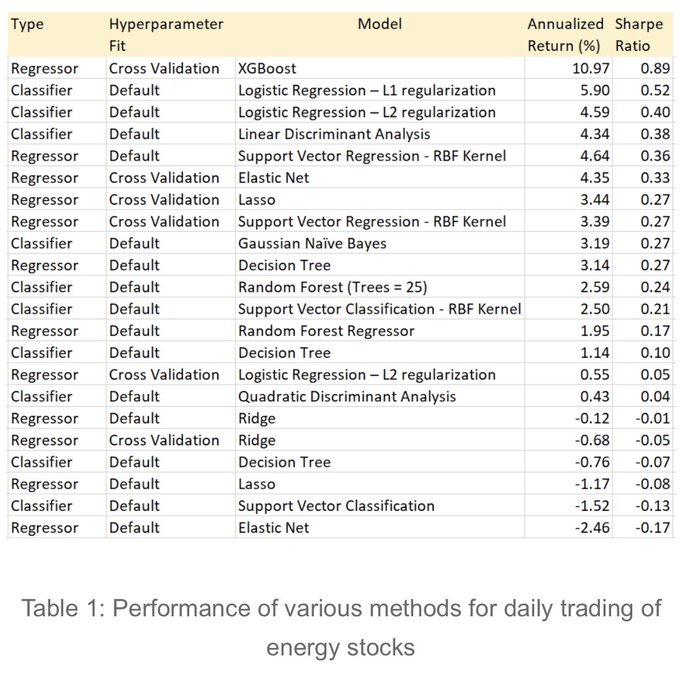 Type Hyperparameter Fit Model Annualized Return (%) Sharpe Ratio
Regressor Cross Validation XGBoost 10.97 0.89
Classifier Default Logistic Regression – L1 regularization 5.90 0.52
Classifier Default Logistic Regression – L2 regularization 4.59 0.40
Classifier Default Linear Discriminant Analysis 4.34 0.38
Regressor Default Support Vector Regression - RBF Kernel 4.64 0.36
Regressor Cross Validation Elastic Net 4.35 0.33
Regressor Cross Validation Lasso 3.44 0.27
Regressor Cross Validation Support Vector Regression - RBF Kernel 3.39 0.27
Classifier Default Gaussian Naïve Bayes 3.19 0.27
Regressor Default Decision Tree 3.14 0.27
Classifier Default Random Forest (Trees = 25) 2.59 0.24
Classifier Default Support Vector Classification - RBF Kernel 2.50 0.21
Regressor Default Random Forest Regressor 1.95 0.17
Classifier Default Decision Tree 1.14 0.10
Regressor Cross Validation Logistic Regression – L2 regularization 0.55 0.05
Classifier Default Quadratic Discriminant Analysis 0.43 0.04
Regressor Default Ridge -0.12 -0.01
Regressor Cross Validation Ridge -0.68 -0.05
Classifier Default Decision Tree -0.76 -0.07
Regressor Default Lasso -1.17 -0.08
Classifier Default Support Vector Classification -1.52 -0.13
Regressor Default Elastic Net -2.46 -0.17
Table 1: Performance of various methods for daily trading of
energy stocks